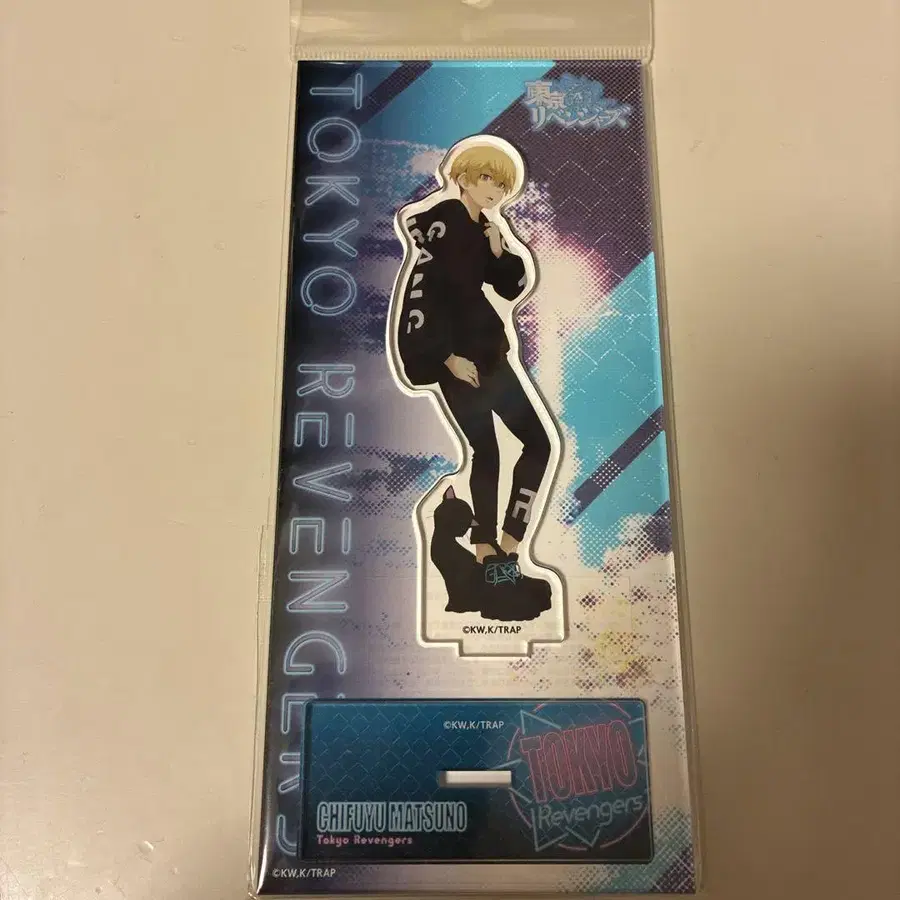 TOKYO REVENGERS
東京
リベンジャーズ
GANG
©KW,K/TRAP
©KW,K/TRAP
TOKYO
Revengers
CHIFUYU MATSUNO
Tokyo Revengers
©KW,K/TRAP